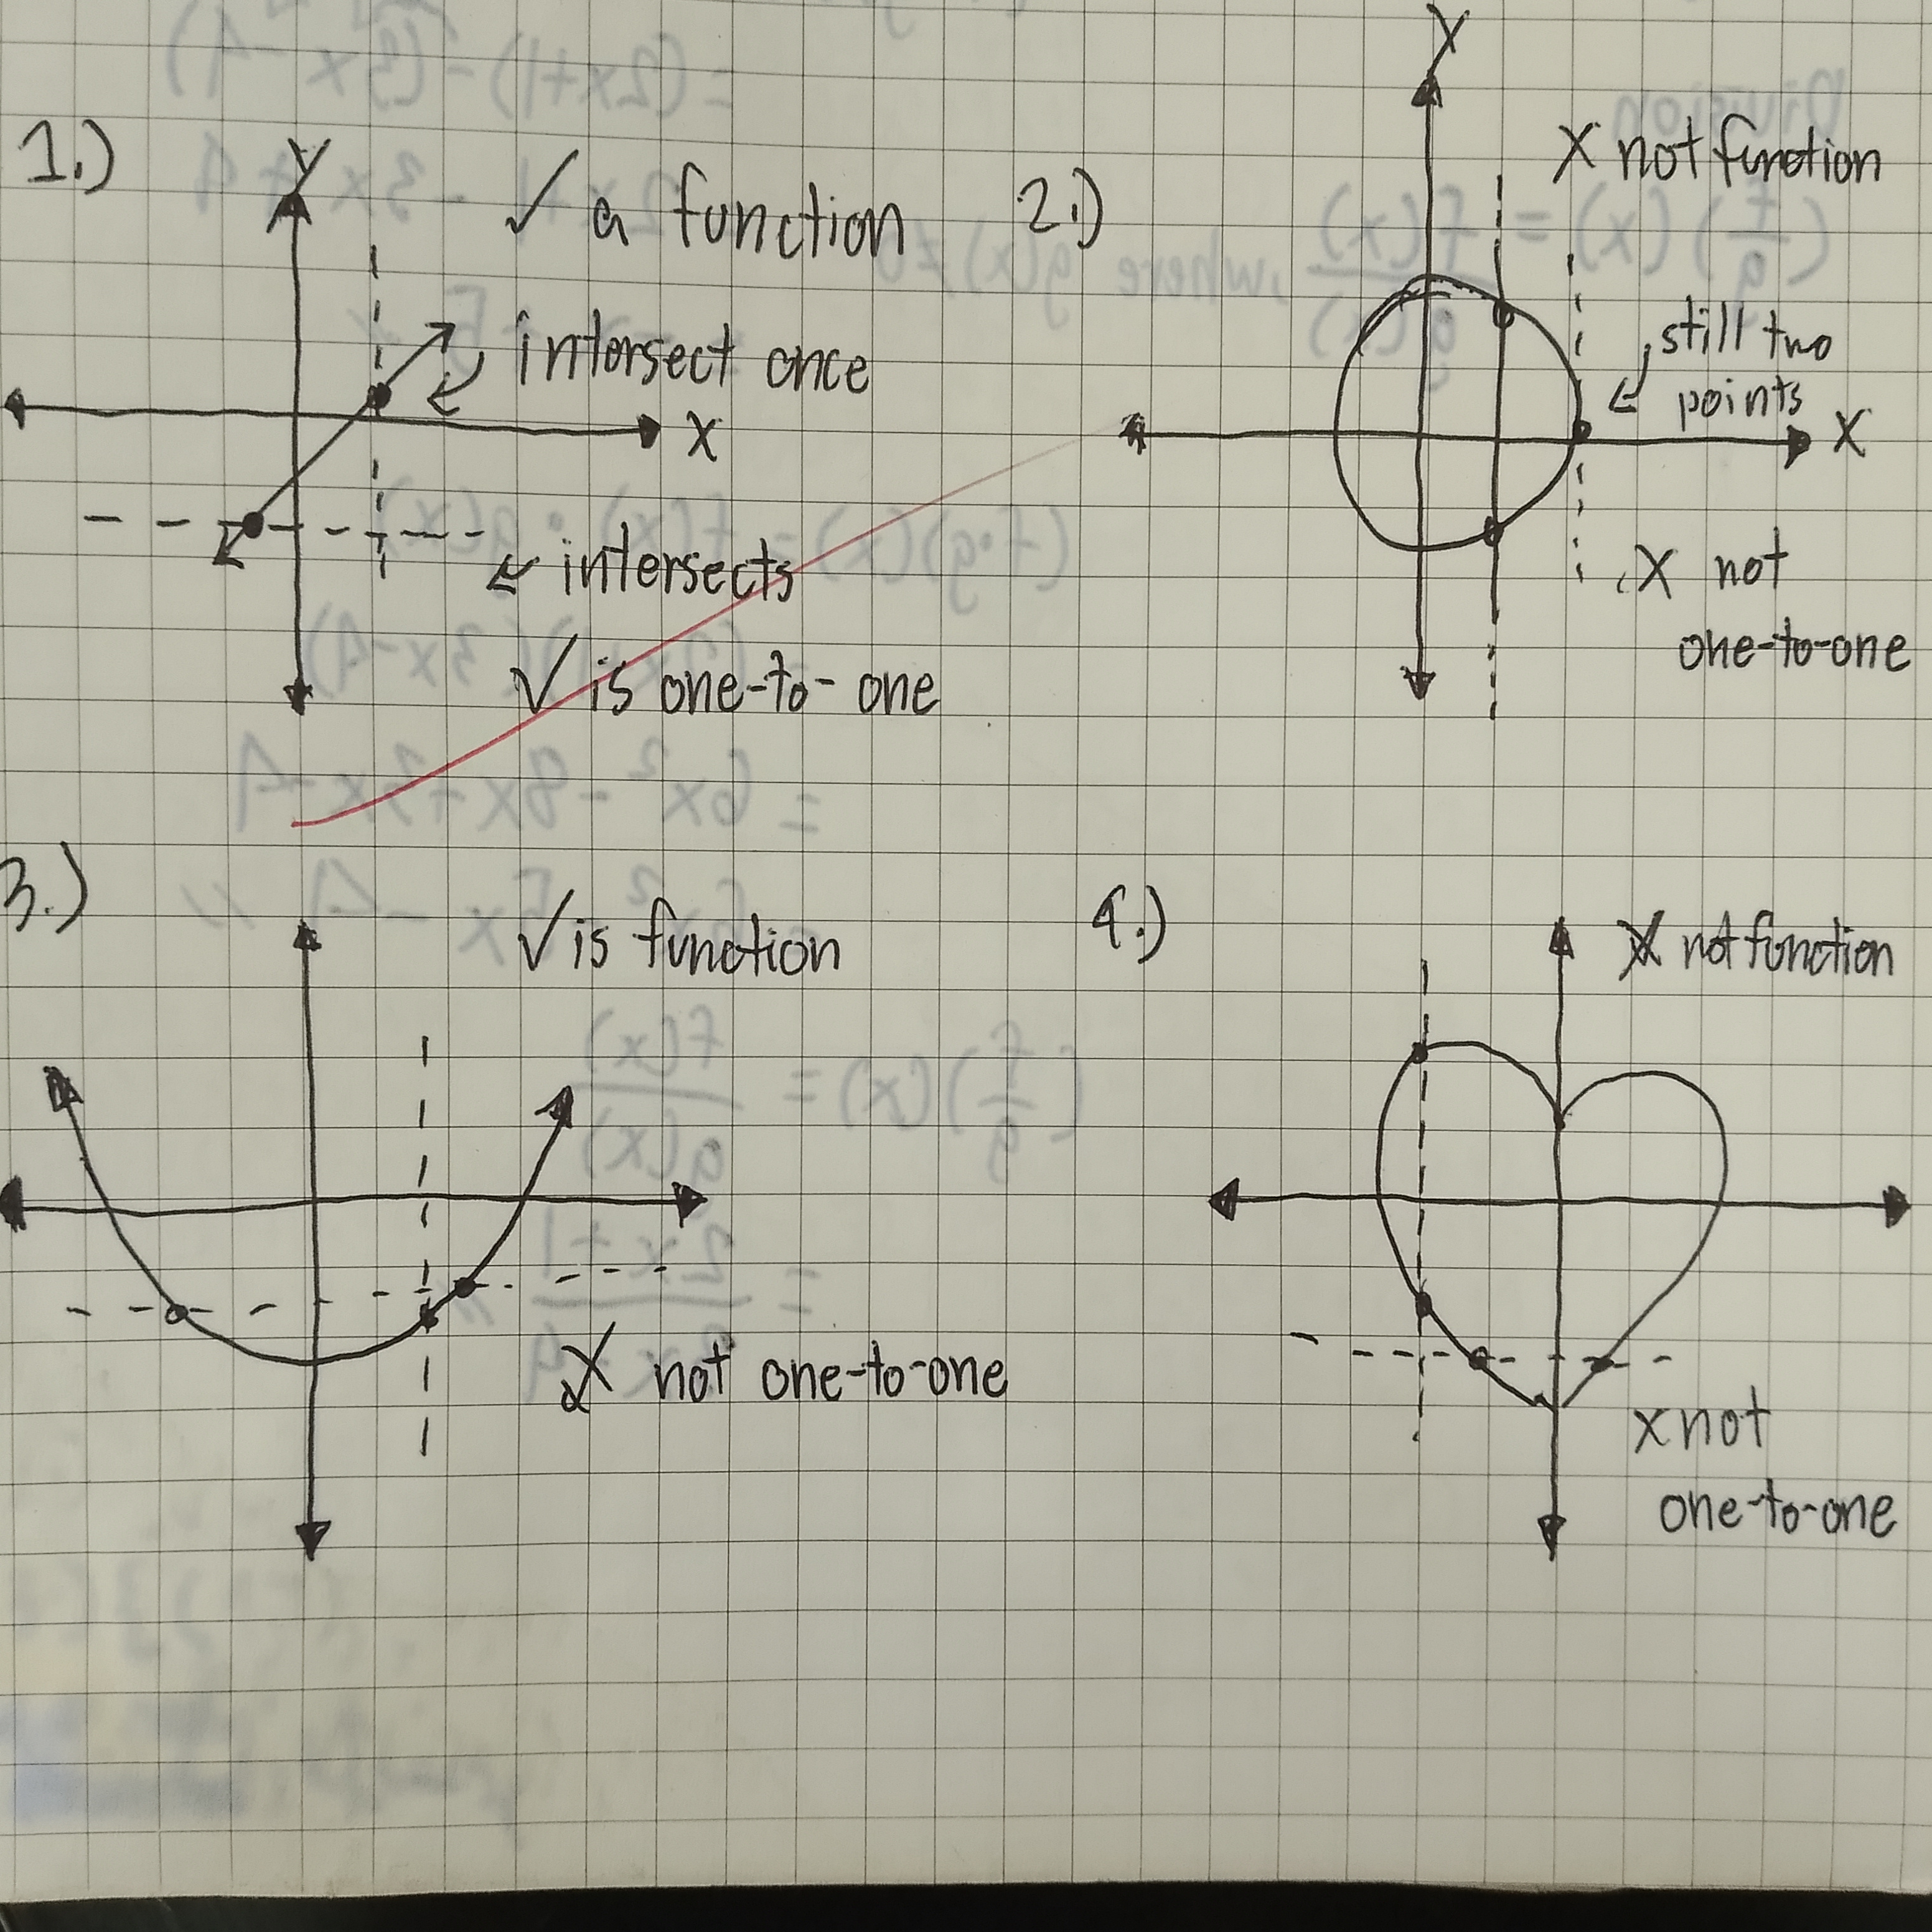 1.)
y
✓ a function
intersect once
x
intersects
✓ is one-to-one
2.)
y
X not function
still two
points
x
X not
one-to-one
3.)
✓ is function
X not one-to-one
4.)
X not function
X not
one-to-one